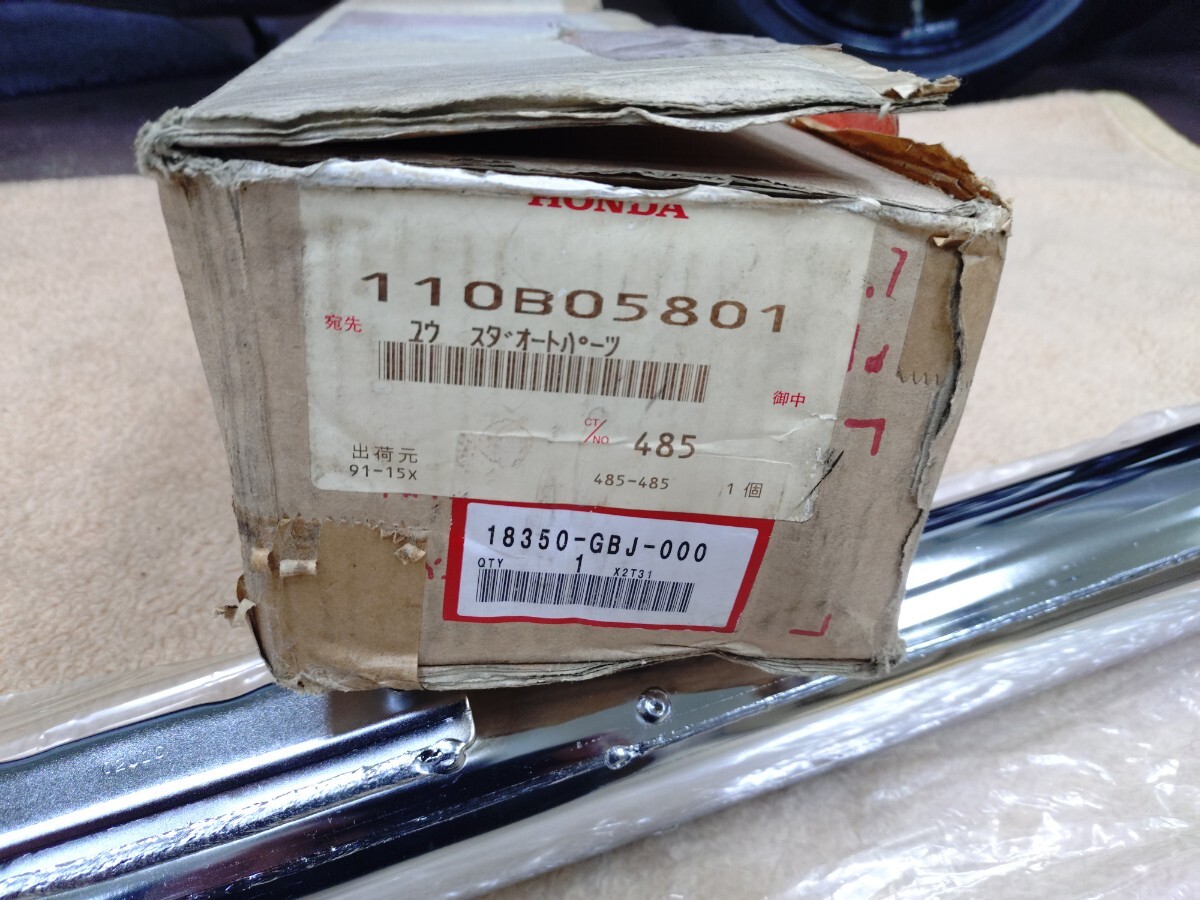 HONDA
110B05801
宛先
ユウ スダオートパーツ
御中
CT/NO 485
出荷元
91-15X
485-485 1個
18350-GBJ-000
QTY 1 X2T31